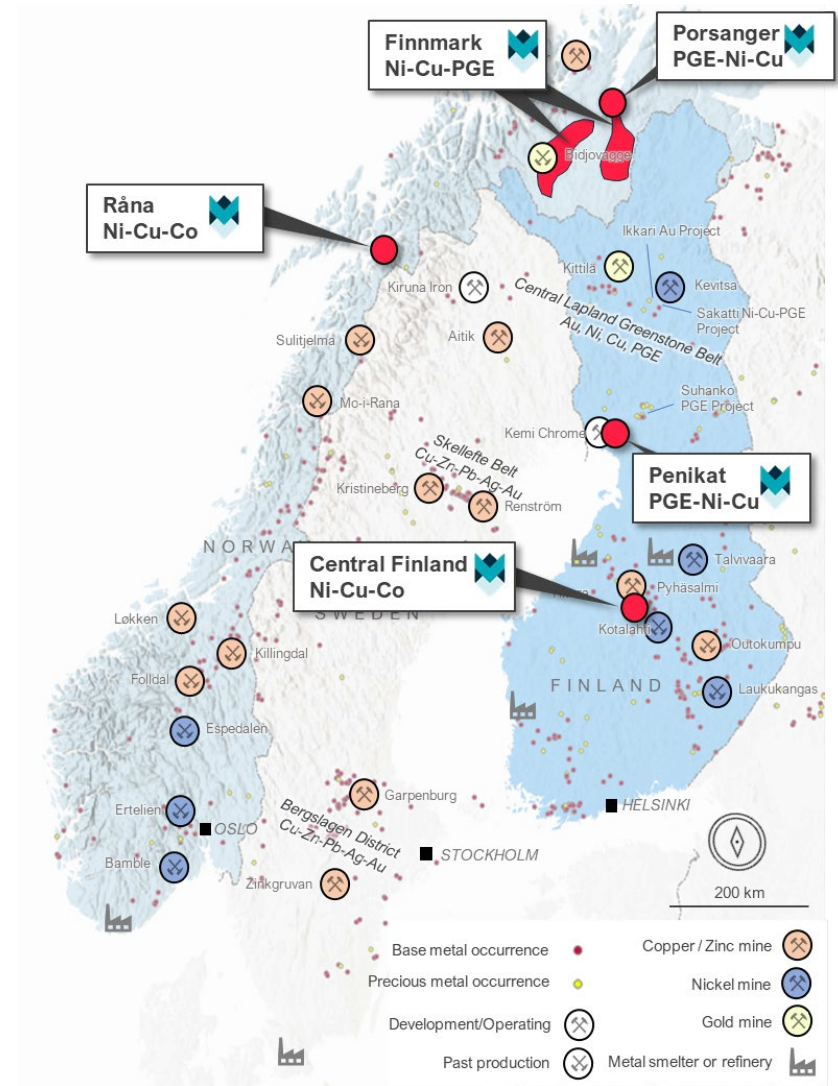 Finnmark
Ni-Cu-PGE
Porsanger
PGE-Ni-Cu
Bidjovagge
Råna
Ni-Cu-Co
Ikkari Au Project
Kittilä
Kevitsa
Kiruna Iron
Central Lapland Greenstone Belt
Au, Ni, Cu, PGE
Sakatti Ni-Cu-PGE
Project
Sulitjelma
Aitik
Mo-i-Rana
Suhanko
PGE Project
Kemi Chrome
Skellefte Belt
Cu-Zn-Pb-Ag-Au
Penikat
PGE-Ni-Cu
Kristineberg
Renström
Central Finland
Ni-Cu-Co
Talvivaara
Pyhäsalmi
SWEDEN
Løkken
Kotalahti
Killingdal
Outokumpu
Folldal
FINLAND
Laukukangas
Espedalen
Garpenburg
HELSINKI
Ertelien
OSLO
Bergslagen District
Cu-Zn-Pb-Ag-Au
STOCKHOLM
Bamble
Zinkgruvan
200 km
Base metal occurrence
Copper / Zinc mine
Precious metal occurrence
Nickel mine
Development/Operating
Gold mine
Past production
Metal smelter or refinery